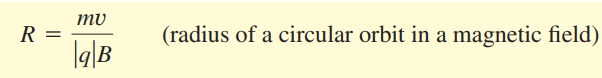 R = mv / |q|B (radius of a circular orbit in a magnetic field)